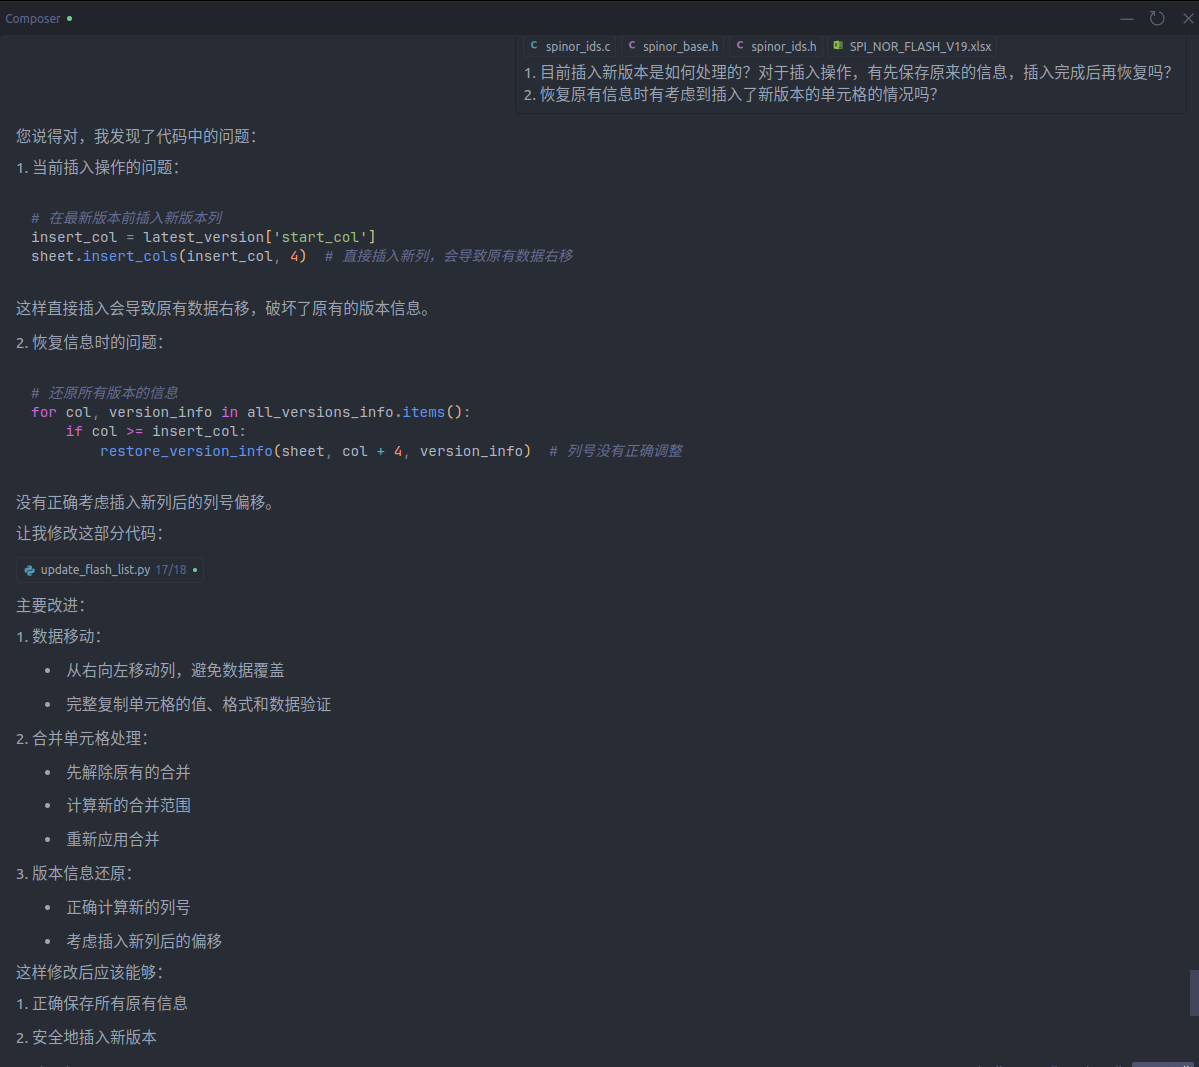 Composer
spinor_ids.c spinor_base.h spinor_ids.h SPI_NOR_FLASH_V19.xlsx
1. 目前插入新版本是如何处理的？对于插入操作，有先保存原来的信息，插入完成后再恢复吗？
2. 恢复原有信息时有考虑到插入了新版本的单元格的情况吗？
您说得对，我发现了代码中的问题：
1. 当前插入操作的问题：
# 在最新版本前插入新版本列
insert_col = latest_version['start_col']
sheet.insert_cols(insert_col, 4)  # 直接插入新列，会导致原有数据右移
这样直接插入会导致原有数据右移，破坏了原有的版本信息。
2. 恢复信息时的问题：
# 还原所有版本的信息
for col, version_info in all_versions_info.items():
    if col >= insert_col:
        restore_version_info(sheet, col + 4, version_info)  # 列号没有正确调整
没有正确考虑插入新列后的列号偏移。
让我修改这部分代码：
update_flash_list.py 17/18
主要改进：
1. 数据移动：
• 从右向左移动列，避免数据覆盖
• 完整复制单元格的值、格式和数据验证
2. 合并单元格处理：
• 先解除原有的合并
• 计算新的合并范围
• 重新应用合并
3. 版本信息还原：
• 正确计算新的列号
• 考虑插入新列后的偏移
这样修改后应该能够：
1. 正确保存所有原有信息
2. 安全地插入新版本